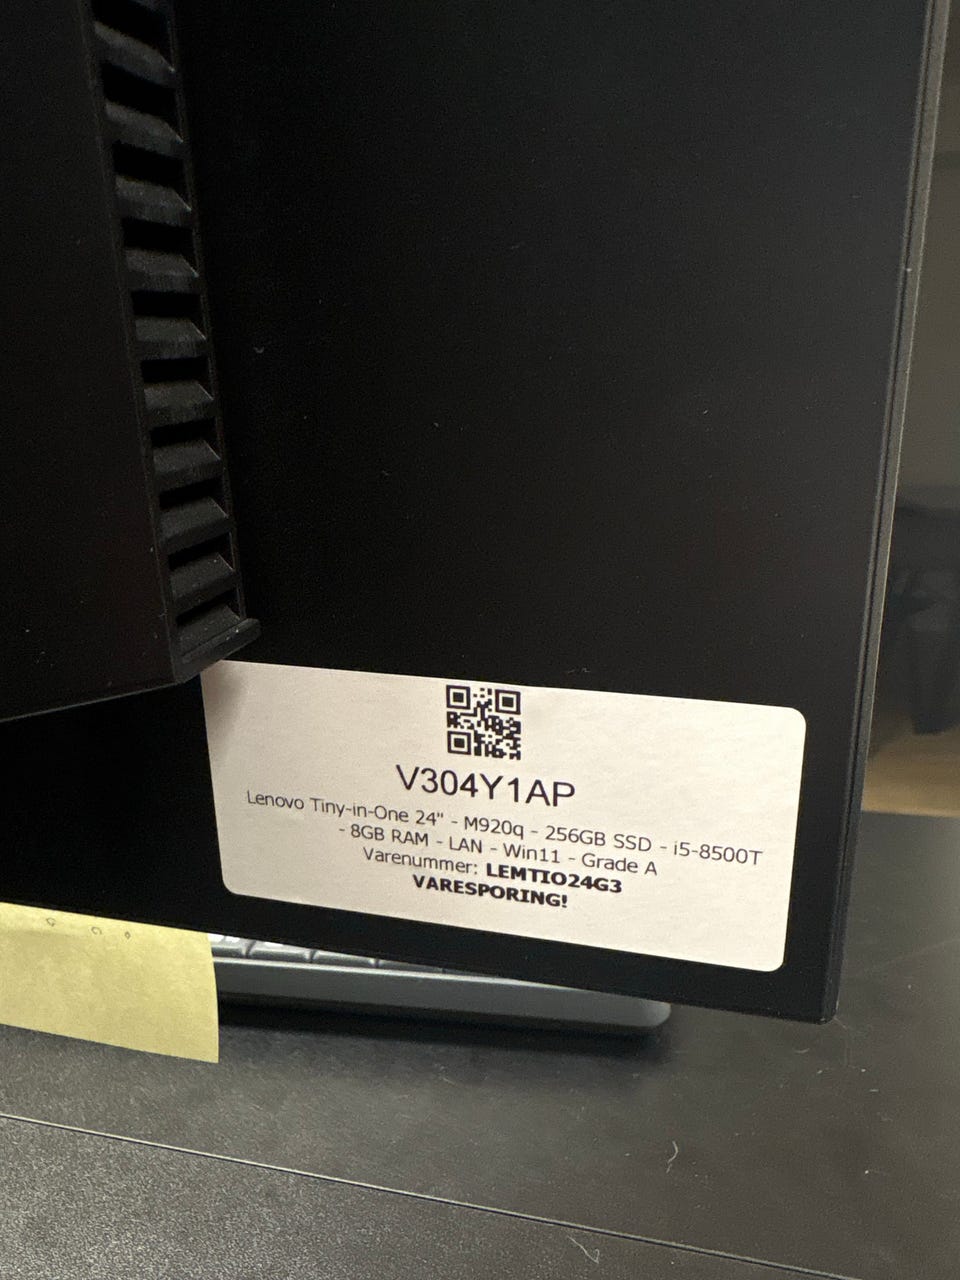 V304Y1AP
Lenovo Tiny-in-One 24" - M920q - 256GB SSD - i5-8500T
- 8GB RAM - LAN - Win11 - Grade A
Varenummer: LEMTIO24G3
VARESPORING!